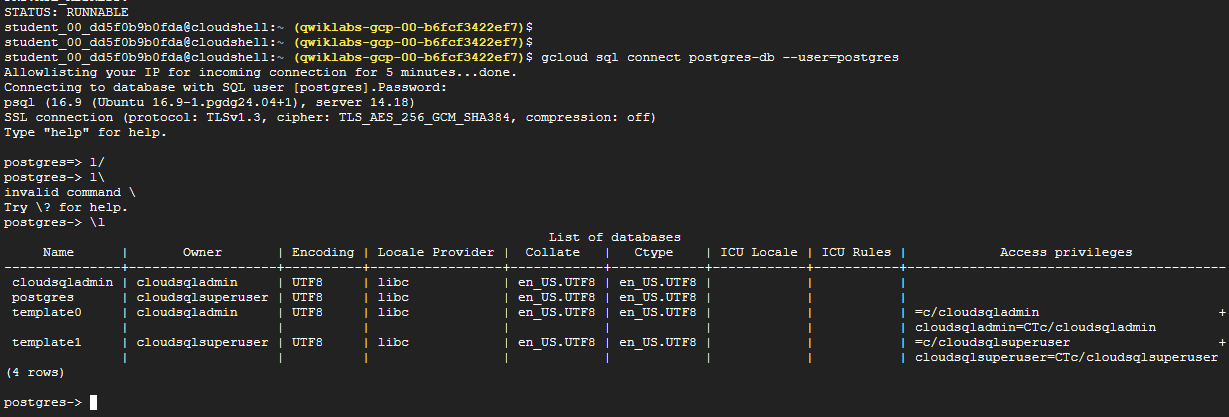 STATUS: RUNNABLE
student_00_dd5f0b9b0fda@cloudshell:~ (qwiklabs-gcp-00-b6fcf3422ef7)$
student_00_dd5f0b9b0fda@cloudshell:~ (qwiklabs-gcp-00-b6fcf3422ef7)$
student_00_dd5f0b9b0fda@cloudshell:~ (qwiklabs-gcp-00-b6fcf3422ef7)$ gcloud sql connect postgres-db --user=postgres
Allowlisting your IP for incoming connection for 5 minutes...done.
Connecting to database with SQL user [postgres].Password:
psql (16.9 (Ubuntu 16.9-1.pgdg24.04+1), server 14.18)
SSL connection (protocol: TLSv1.3, cipher: TLS_AES_256_GCM_SHA384, compression: off)
Type "help" for help.

postgres=> l/
postgres-> l\
invalid command \
Try \? for help.
postgres-> \l
                                                                         List of databases
     Name      |       Owner       | Encoding | Locale Provider |  Collate   |   Ctype    | ICU Locale | ICU Rules |            Access privileges
---------------+-------------------+----------+-----------------+------------+------------+------------+-----------+-----------------------------------------
 cloudsqladmin | cloudsqladmin     | UTF8     | libc            | en_US.UTF8 | en_US.UTF8 |            |           |
 postgres      | cloudsqlsuperuser | UTF8     | libc            | en_US.UTF8 | en_US.UTF8 |            |           |
 template0     | cloudsqladmin     | UTF8     | libc            | en_US.UTF8 | en_US.UTF8 |            |           | =c/cloudsqladmin                        +
               |                   |          |                 |            |            |            |           | cloudsqladmin=CTc/cloudsqladmin
 template1     | cloudsqlsuperuser | UTF8     | libc            | en_US.UTF8 | en_US.UTF8 |            |           | =c/cloudsqlsuperuser                    +
               |                   |          |                 |            |            |            |           | cloudsqlsuperuser=CTc/cloudsqlsuperuser
(4 rows)

postgres->